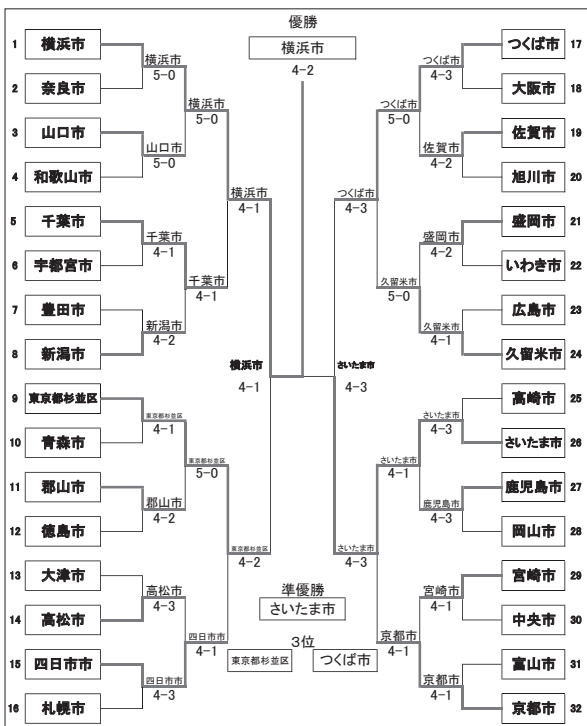 優勝
横浜市
4-2
1 横浜市
2 奈良市
3 山口市
4 和歌山市
5 千葉市
6 宇都宮市
7 豊田市
8 新潟市
9 東京都杉並区
10 青森市
11 郡山市
12 徳島市
13 大津市
14 高松市
15 四日市市
16 札幌市
横浜市
5-0
山口市
5-0
千葉市
4-1
新潟市
4-2
東京都杉並区
4-1
郡山市
4-2
高松市
4-3
四日市市
4-3
横浜市
5-0
千葉市
4-1
東京都杉並区
5-0
四日市市
4-1
横浜市
4-1
東京都杉並区
4-2
横浜市
4-1
さいたま市
4-3
つくば市
4-3
さいたま市
4-3
つくば市
5-0
久留米市
5-0
さいたま市
4-1
京都市
4-1
つくば市
4-3
佐賀市
4-2
盛岡市
4-2
久留米市
4-1
さいたま市
4-3
鹿児島市
4-3
宮崎市
4-1
京都市
4-1
つくば市 17
大阪市 18
佐賀市 19
旭川市 20
盛岡市 21
いわき市 22
広島市 23
久留米市 24
高崎市 25
さいたま市 26
鹿児島市 27
岡山市 28
宮崎市 29
中央市 30
富山市 31
京都市 32
準優勝
さいたま市
3位
東京都杉並区 つくば市